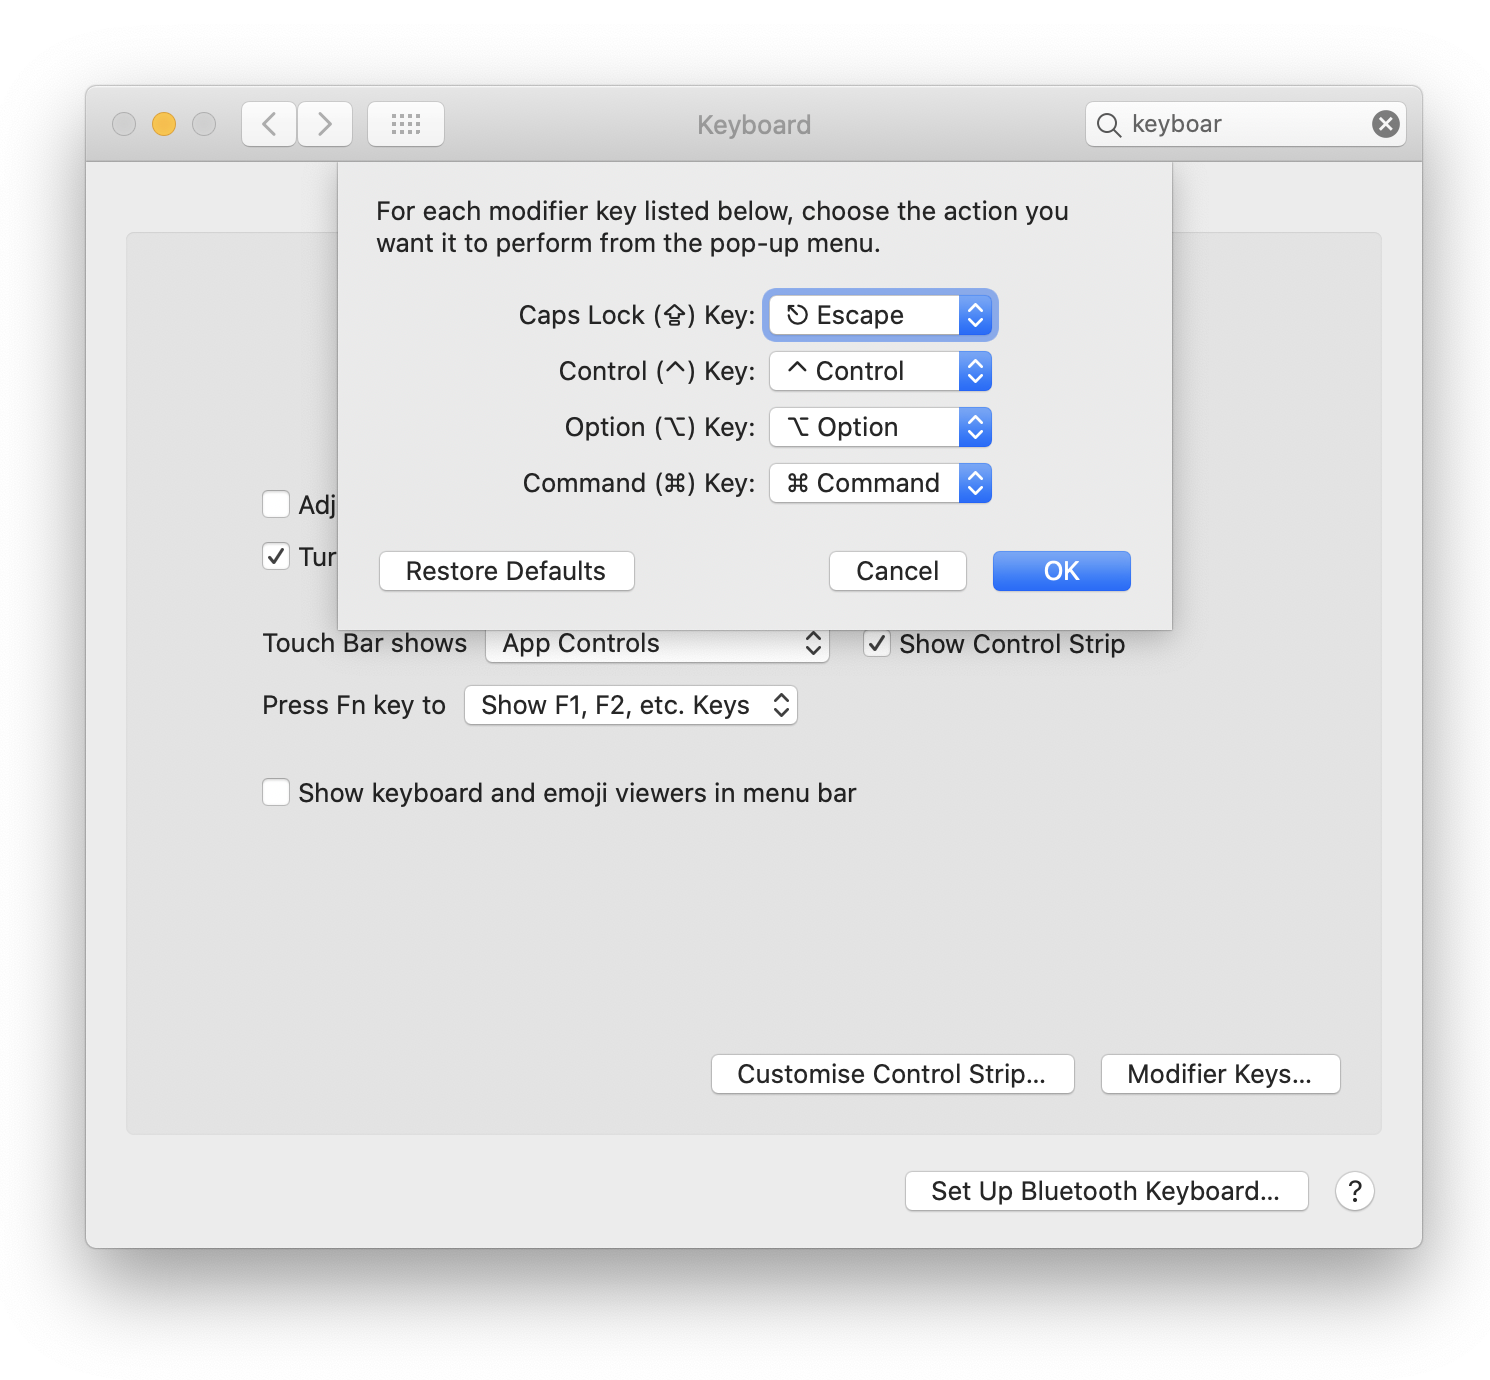 Keyboard
keyboar
For each modifier key listed below, choose the action you
want it to perform from the pop-up menu.
Caps Lock (⇪) Key: ⎋ Escape
Control (^) Key: ^ Control
Option (⌥) Key: ⌥ Option
Command (⌘) Key: ⌘ Command
Adj
Tur
Restore Defaults Cancel OK
Touch Bar shows App Controls Show Control Strip
Press Fn key to Show F1, F2, etc. Keys
Show keyboard and emoji viewers in menu bar
Customise Control Strip... Modifier Keys...
Set Up Bluetooth Keyboard... ?